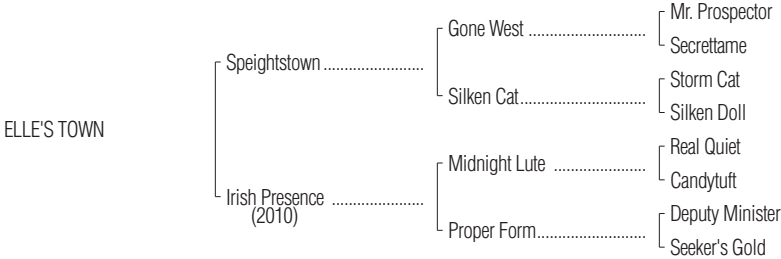 Mr. Prospector
Gone West ..............................
Secrettame
Speightstown ........................
Storm Cat
Silken Cat................................
Silken Doll
ELLE'S TOWN
Real Quiet
Midnight Lute .......................
Candytuft
Irish Presence ......................
(2010)
Deputy Minister
Proper Form...........................
Seeker's Gold